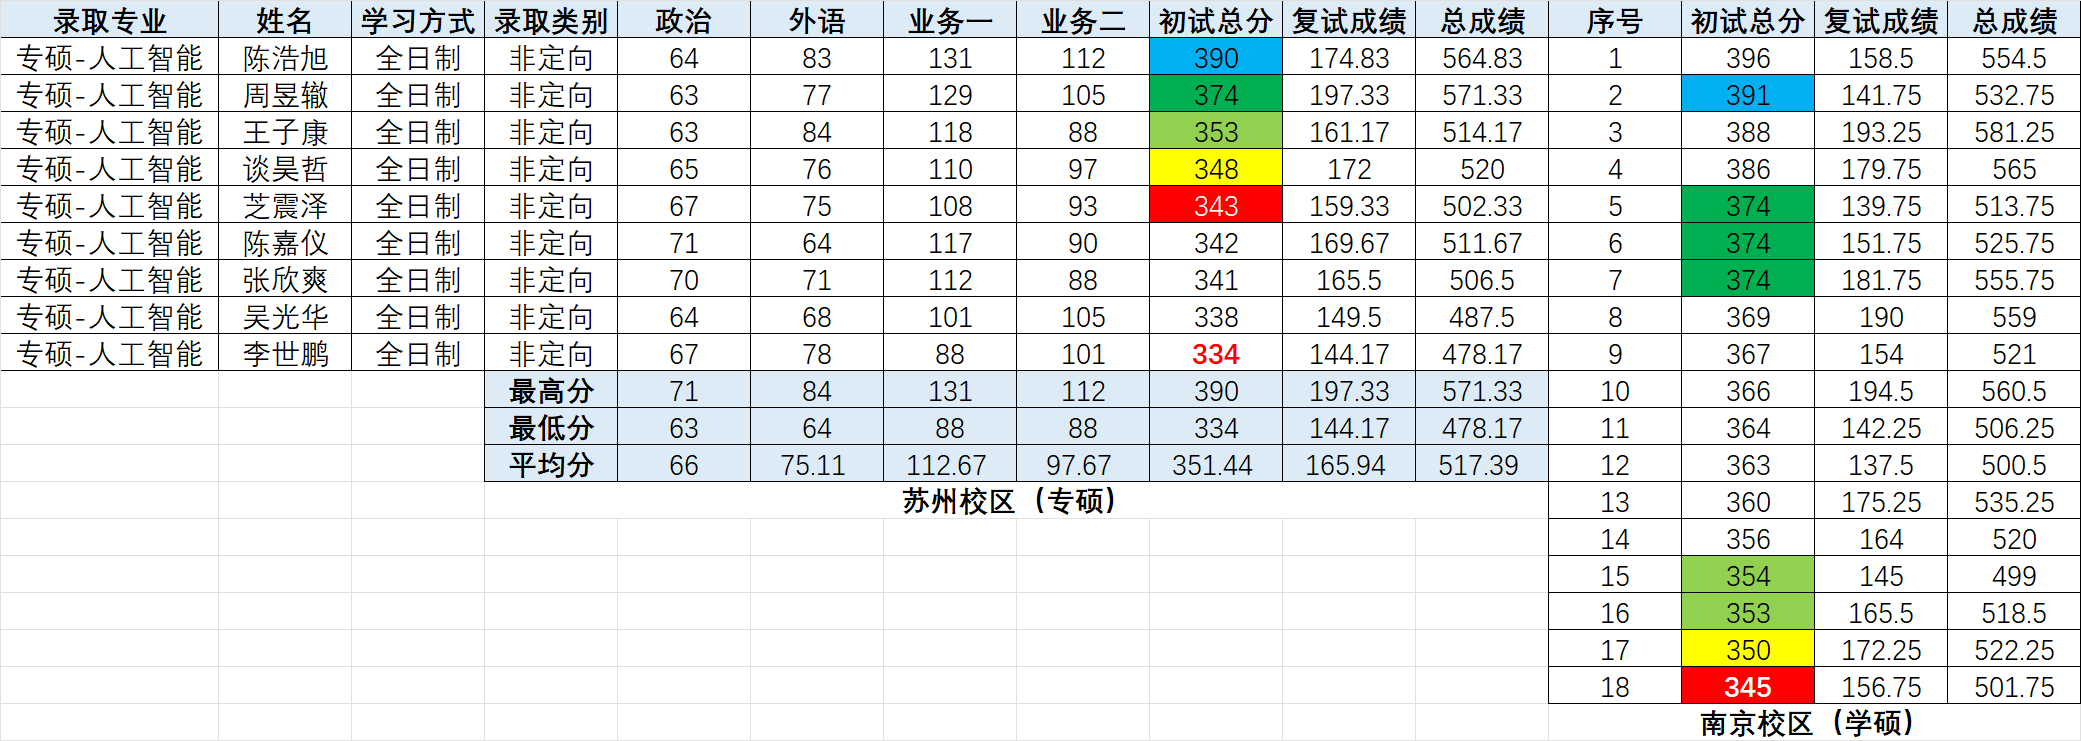 录取专业 姓名 学习方式 录取类别 政治 外语 业务一 业务二 初试总分 复试成绩 总成绩 序号 初试总分 复试成绩 总成绩
专硕-人工智能 陈浩旭 全日制 非定向 64 83 131 112 390 174.83 564.83 1 396 158.5 554.5
专硕-人工智能 周昱辙 全日制 非定向 63 77 129 105 374 197.33 571.33 2 391 141.75 532.75
专硕-人工智能 王子康 全日制 非定向 63 84 118 88 353 161.17 514.17 3 388 193.25 581.25
专硕-人工智能 谈昊哲 全日制 非定向 65 76 110 97 348 172 520 4 386 179.75 565
专硕-人工智能 芝震泽 全日制 非定向 67 75 108 93 343 159.33 502.33 5 374 139.75 513.75
专硕-人工智能 陈嘉仪 全日制 非定向 71 64 117 90 342 169.67 511.67 6 374 151.75 525.75
专硕-人工智能 张欣爽 全日制 非定向 70 71 112 88 341 165.5 506.5 7 374 181.75 555.75
专硕-人工智能 吴光华 全日制 非定向 64 68 101 105 338 149.5 487.5 8 369 190 559
专硕-人工智能 李世鹏 全日制 非定向 67 78 88 101 334 144.17 478.17 9 367 154 521
最高分 71 84 131 112 390 197.33 571.33 10 366 194.5 560.5
最低分 63 64 88 88 334 144.17 478.17 11 364 142.25 506.25
平均分 66 75.11 112.67 97.67 351.44 165.94 517.39 12 363 137.5 500.5
苏州校区（专硕） 13 360 175.25 535.25
14 356 164 520
15 354 145 499
16 353 165.5 518.5
17 350 172.25 522.25
18 345 156.75 501.75
南京校区（学硕）